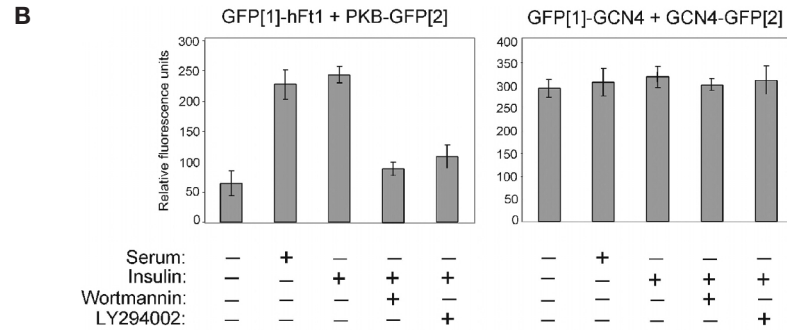 B
GFP[1]-hFt1 + PKB-GFP[2]
GFP[1]-GCN4 + GCN4-GFP[2]
Relative fluorescence units
300
250
200
150
100
50
0
400
350
300
250
200
150
100
50
0
Serum: – + – – – – + – – –
Insulin: – – + + + – – + + +
Wortmannin: – – – + – – – – + –
LY294002: – – – – + – – – – +